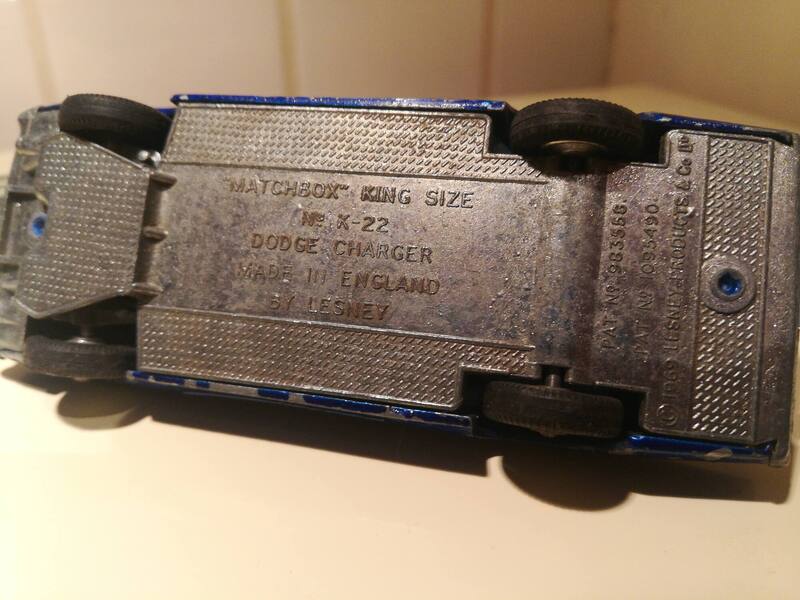 "MATCHBOX" KING SIZE
Nº K-22
DODGE CHARGER
MADE IN ENGLAND
BY LESNEY
PAT Nº 983558.
PAT Nº 1095490.
© 1969 LESNEY PRODUCTS & Co LTD